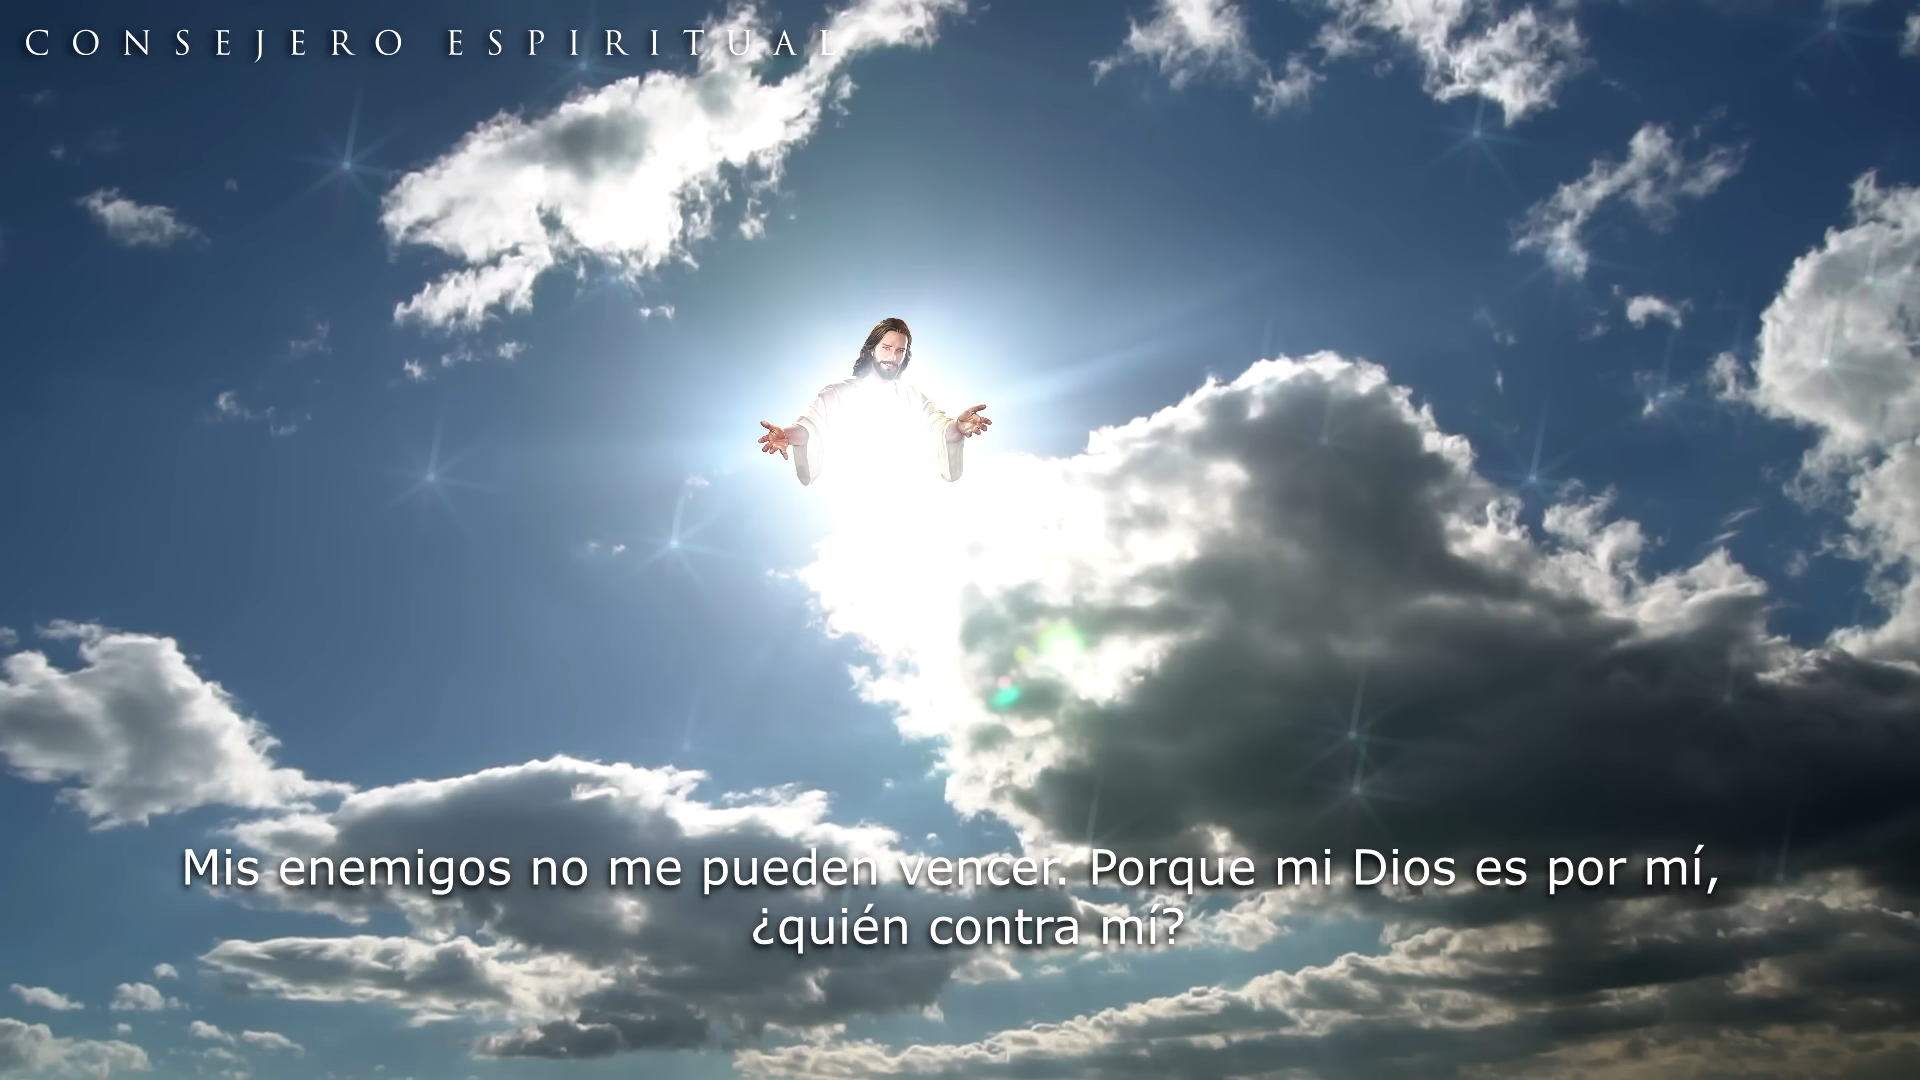 CONSEJERO ESPIRITUAL
Mis enemigos no me pueden vencer. Porque mi Dios es por mí,
¿quién contra mí?